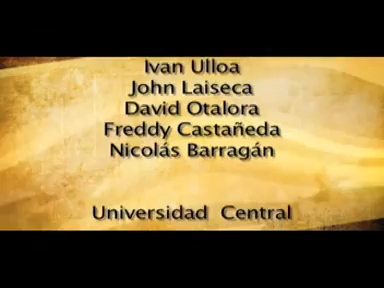 Ivan Ulloa
John Laiseca
David Otalora
Freddy Castañeda
Nicolás Barragán
Universidad Central